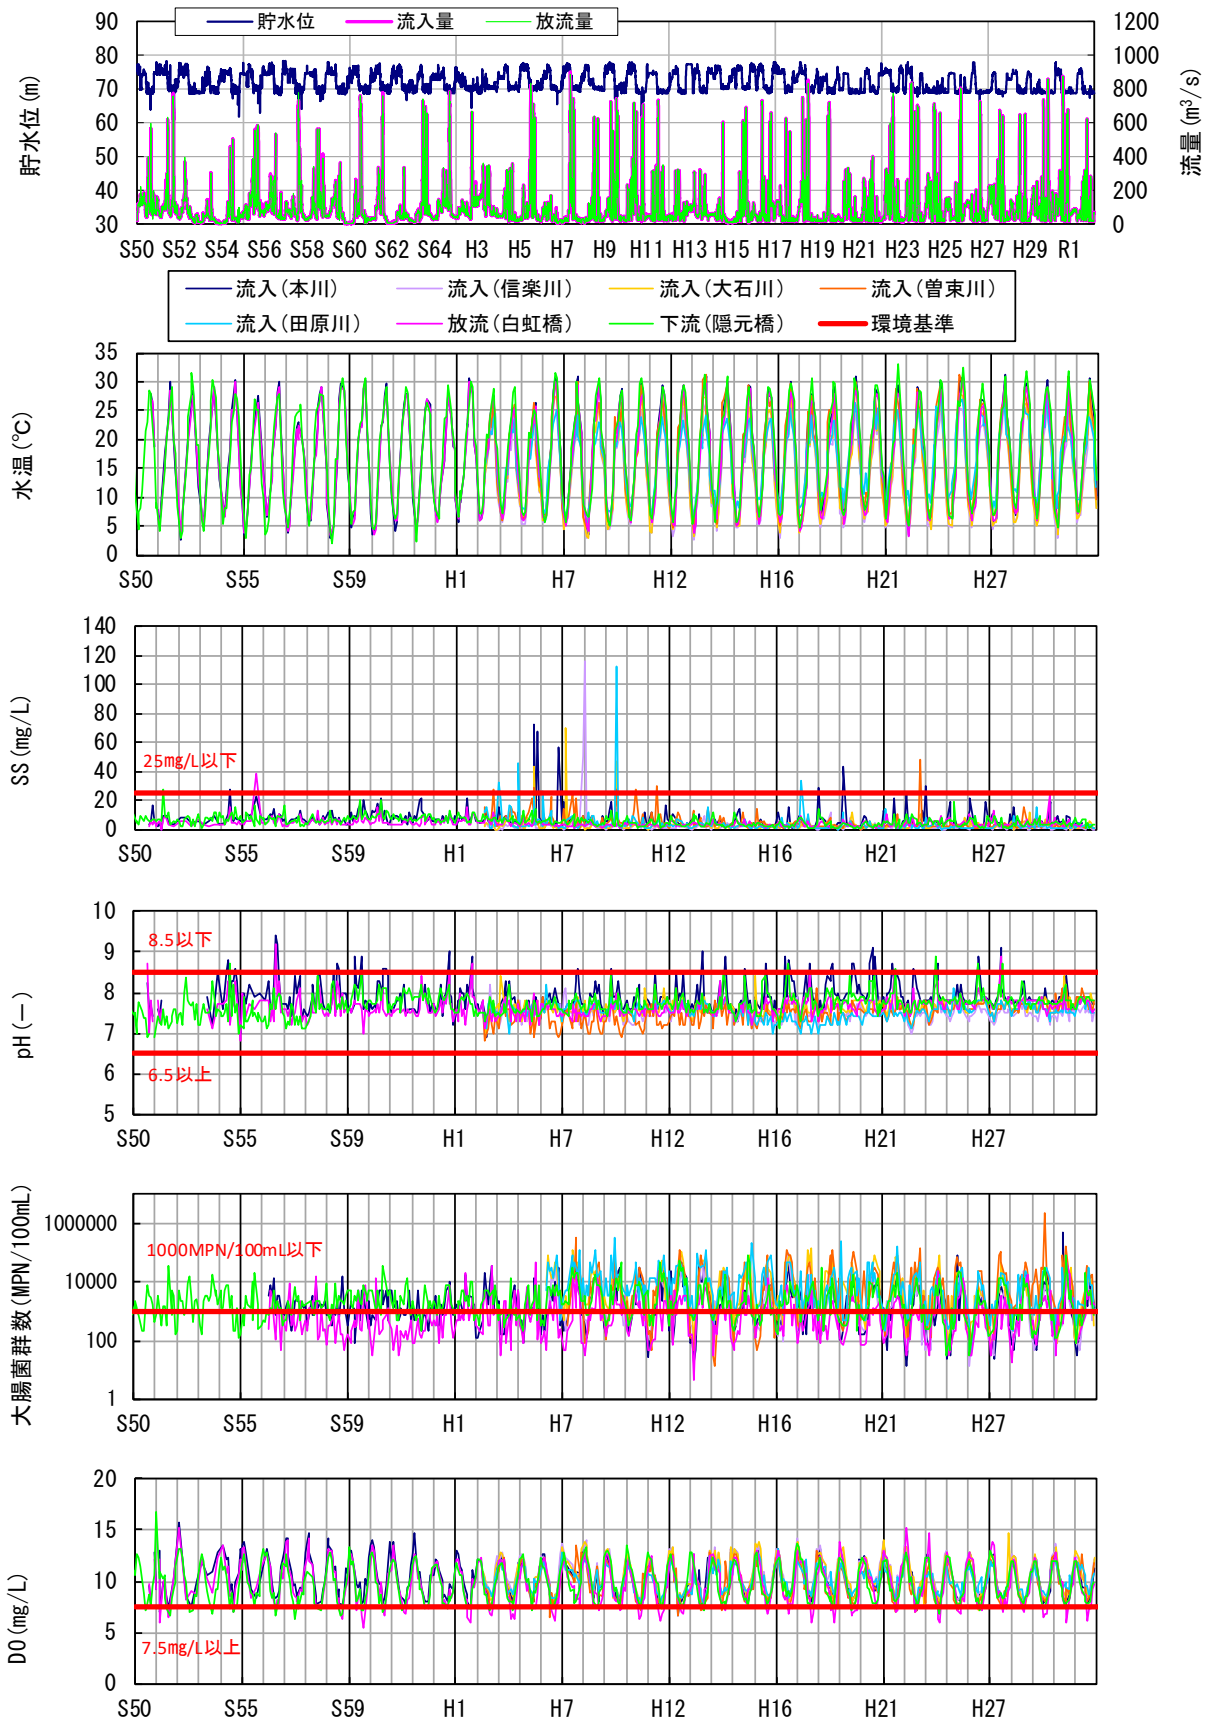 貯水位 流入量 放流量
90 80 70 60 50 40 30
貯水位(m)
1200 1000 800 600 400 200 0
流量(m³/s)
S50 S52 S54 S56 S58 S60 S62 S64 H3 H5 H7 H9 H11 H13 H15 H17 H19 H21 H23 H25 H27 H29 R1
流入(本川) 流入(信楽川) 流入(大石川) 流入(曽束川)
流入(田原川) 放流(白虹橋) 下流(隠元橋) 環境基準
35 30 25 20 15 10 5 0
水温(℃)
S50 S55 S59 H1 H7 H12 H16 H21 H27
140 120 100 80 60 40 20 0
SS(mg/L)
25mg/L以下
S50 S55 S59 H1 H7 H12 H16 H21 H27
10 9 8 7 6 5
pH(ー)
8.5以下
6.5以上
S50 S55 S59 H1 H7 H12 H16 H21 H27
1000000 10000 100 1
大腸菌群数(MPN/100mL)
1000MPN/100mL以下
S50 S55 S59 H1 H7 H12 H16 H21 H27
20 15 10 5 0
DO(mg/L)
7.5mg/L以上
S50 S55 S59 H1 H7 H12 H16 H21 H27